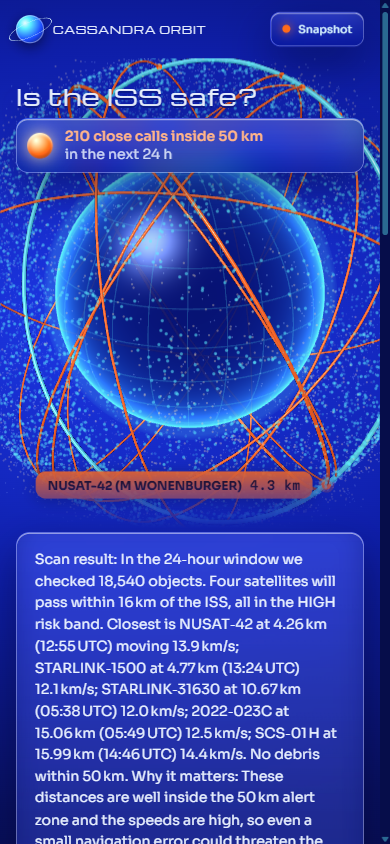 CASSANDRA ORBIT
Snapshot
Is the ISS safe?
210 close calls inside 50 km
in the next 24 h
NUSAT-42 (M WONENBURGER) 4.3 km
Scan result: In the 24-hour window we
checked 18,540 objects. Four satellites will
pass within 16 km of the ISS, all in the HIGH
risk band. Closest is NUSAT-42 at 4.26 km
(12:55 UTC) moving 13.9 km/s;
STARLINK-1500 at 4.77 km (13:24 UTC)
12.1 km/s; STARLINK-31630 at 10.67 km
(05:38 UTC) 12.0 km/s; 2022-023C at
15.06 km (05:49 UTC) 12.5 km/s; SCS-01 H at
15.99 km (14:46 UTC) 14.4 km/s. No debris
within 50 km. Why it matters: These
distances are well inside the 50 km alert
zone and the speeds are high, so even a
small navigation error could threaten the